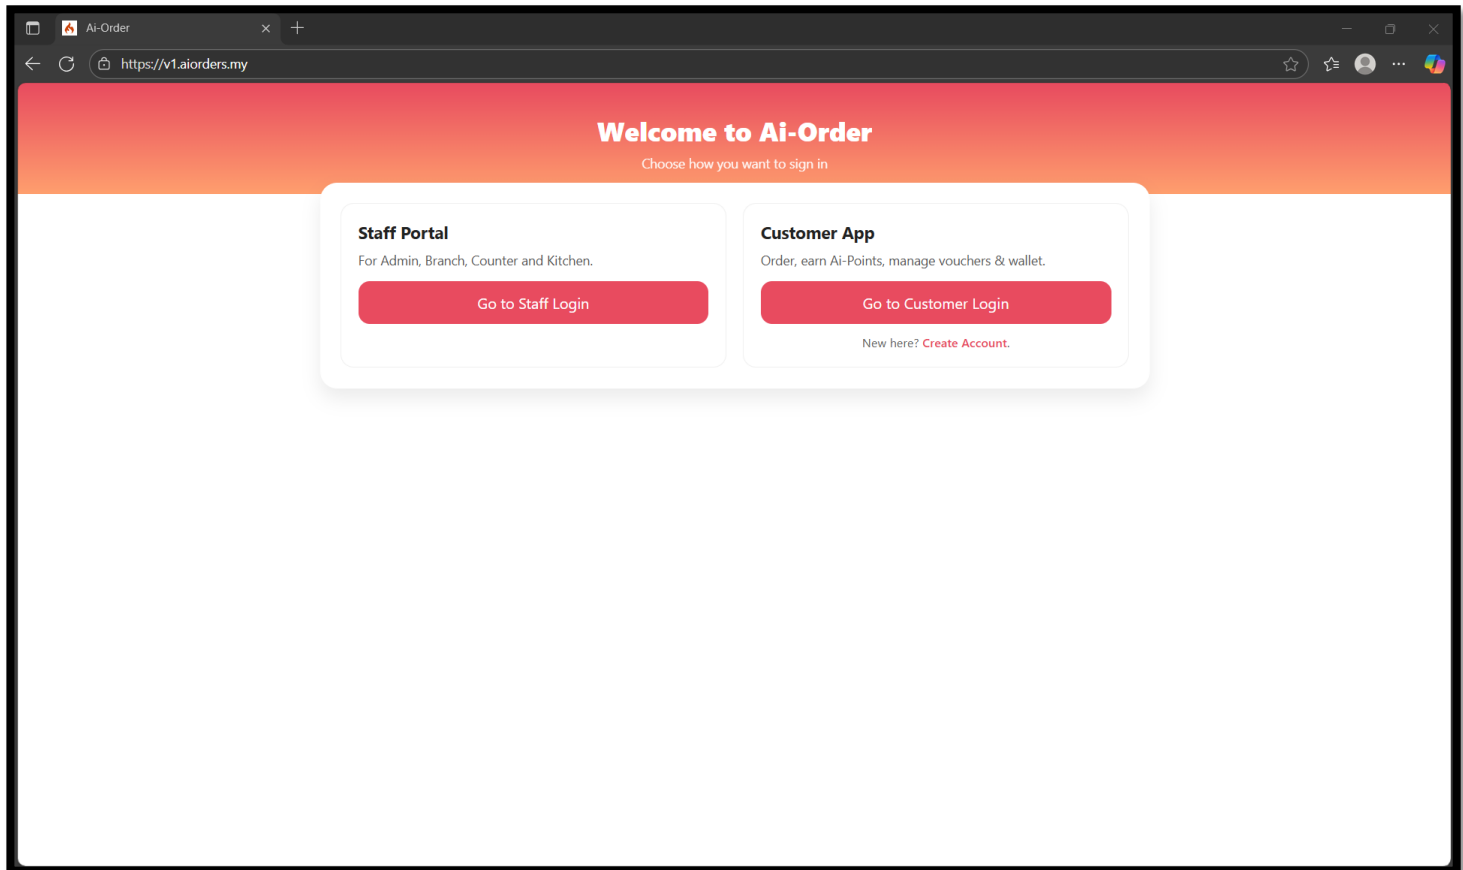 Ai-Order
https://v1.aiorders.my
Welcome to Ai-Order
Choose how you want to sign in
Staff Portal
For Admin, Branch, Counter and Kitchen.
Go to Staff Login
Customer App
Order, earn Ai-Points, manage vouchers & wallet.
Go to Customer Login
New here? Create Account.